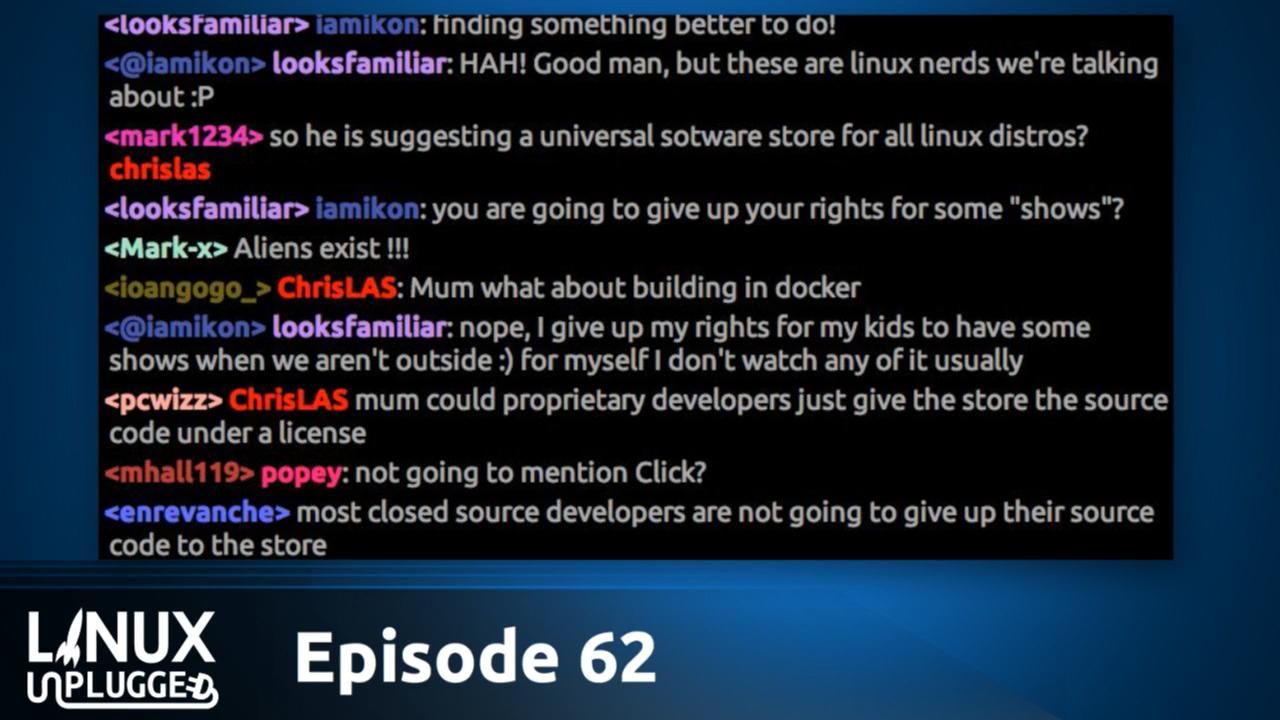 <looksfamiliar> iamikon: finding something better to do!
<@iamikon> looksfamiliar: HAH! Good man, but these are linux nerds we're talking
about :P
<mark1234> so he is suggesting a universal sotware store for all linux distros?
chrislas
<looksfamiliar> iamikon: you are going to give up your rights for some "shows"?
<Mark-x> Aliens exist !!!
<ioangogo_> ChrisLAS: Mum what about building in docker
<@iamikon> looksfamiliar: nope, I give up my rights for my kids to have some
shows when we aren't outside :) for myself I don't watch any of it usually
<pcwizz> ChrisLAS mum could proprietary developers just give the store the source
code under a license
<mhall119> popey: not going to mention Click?
<enrevanche> most closed source developers are not going to give up their source
code to the store
LINUX
UNPLUGGED
Episode 62